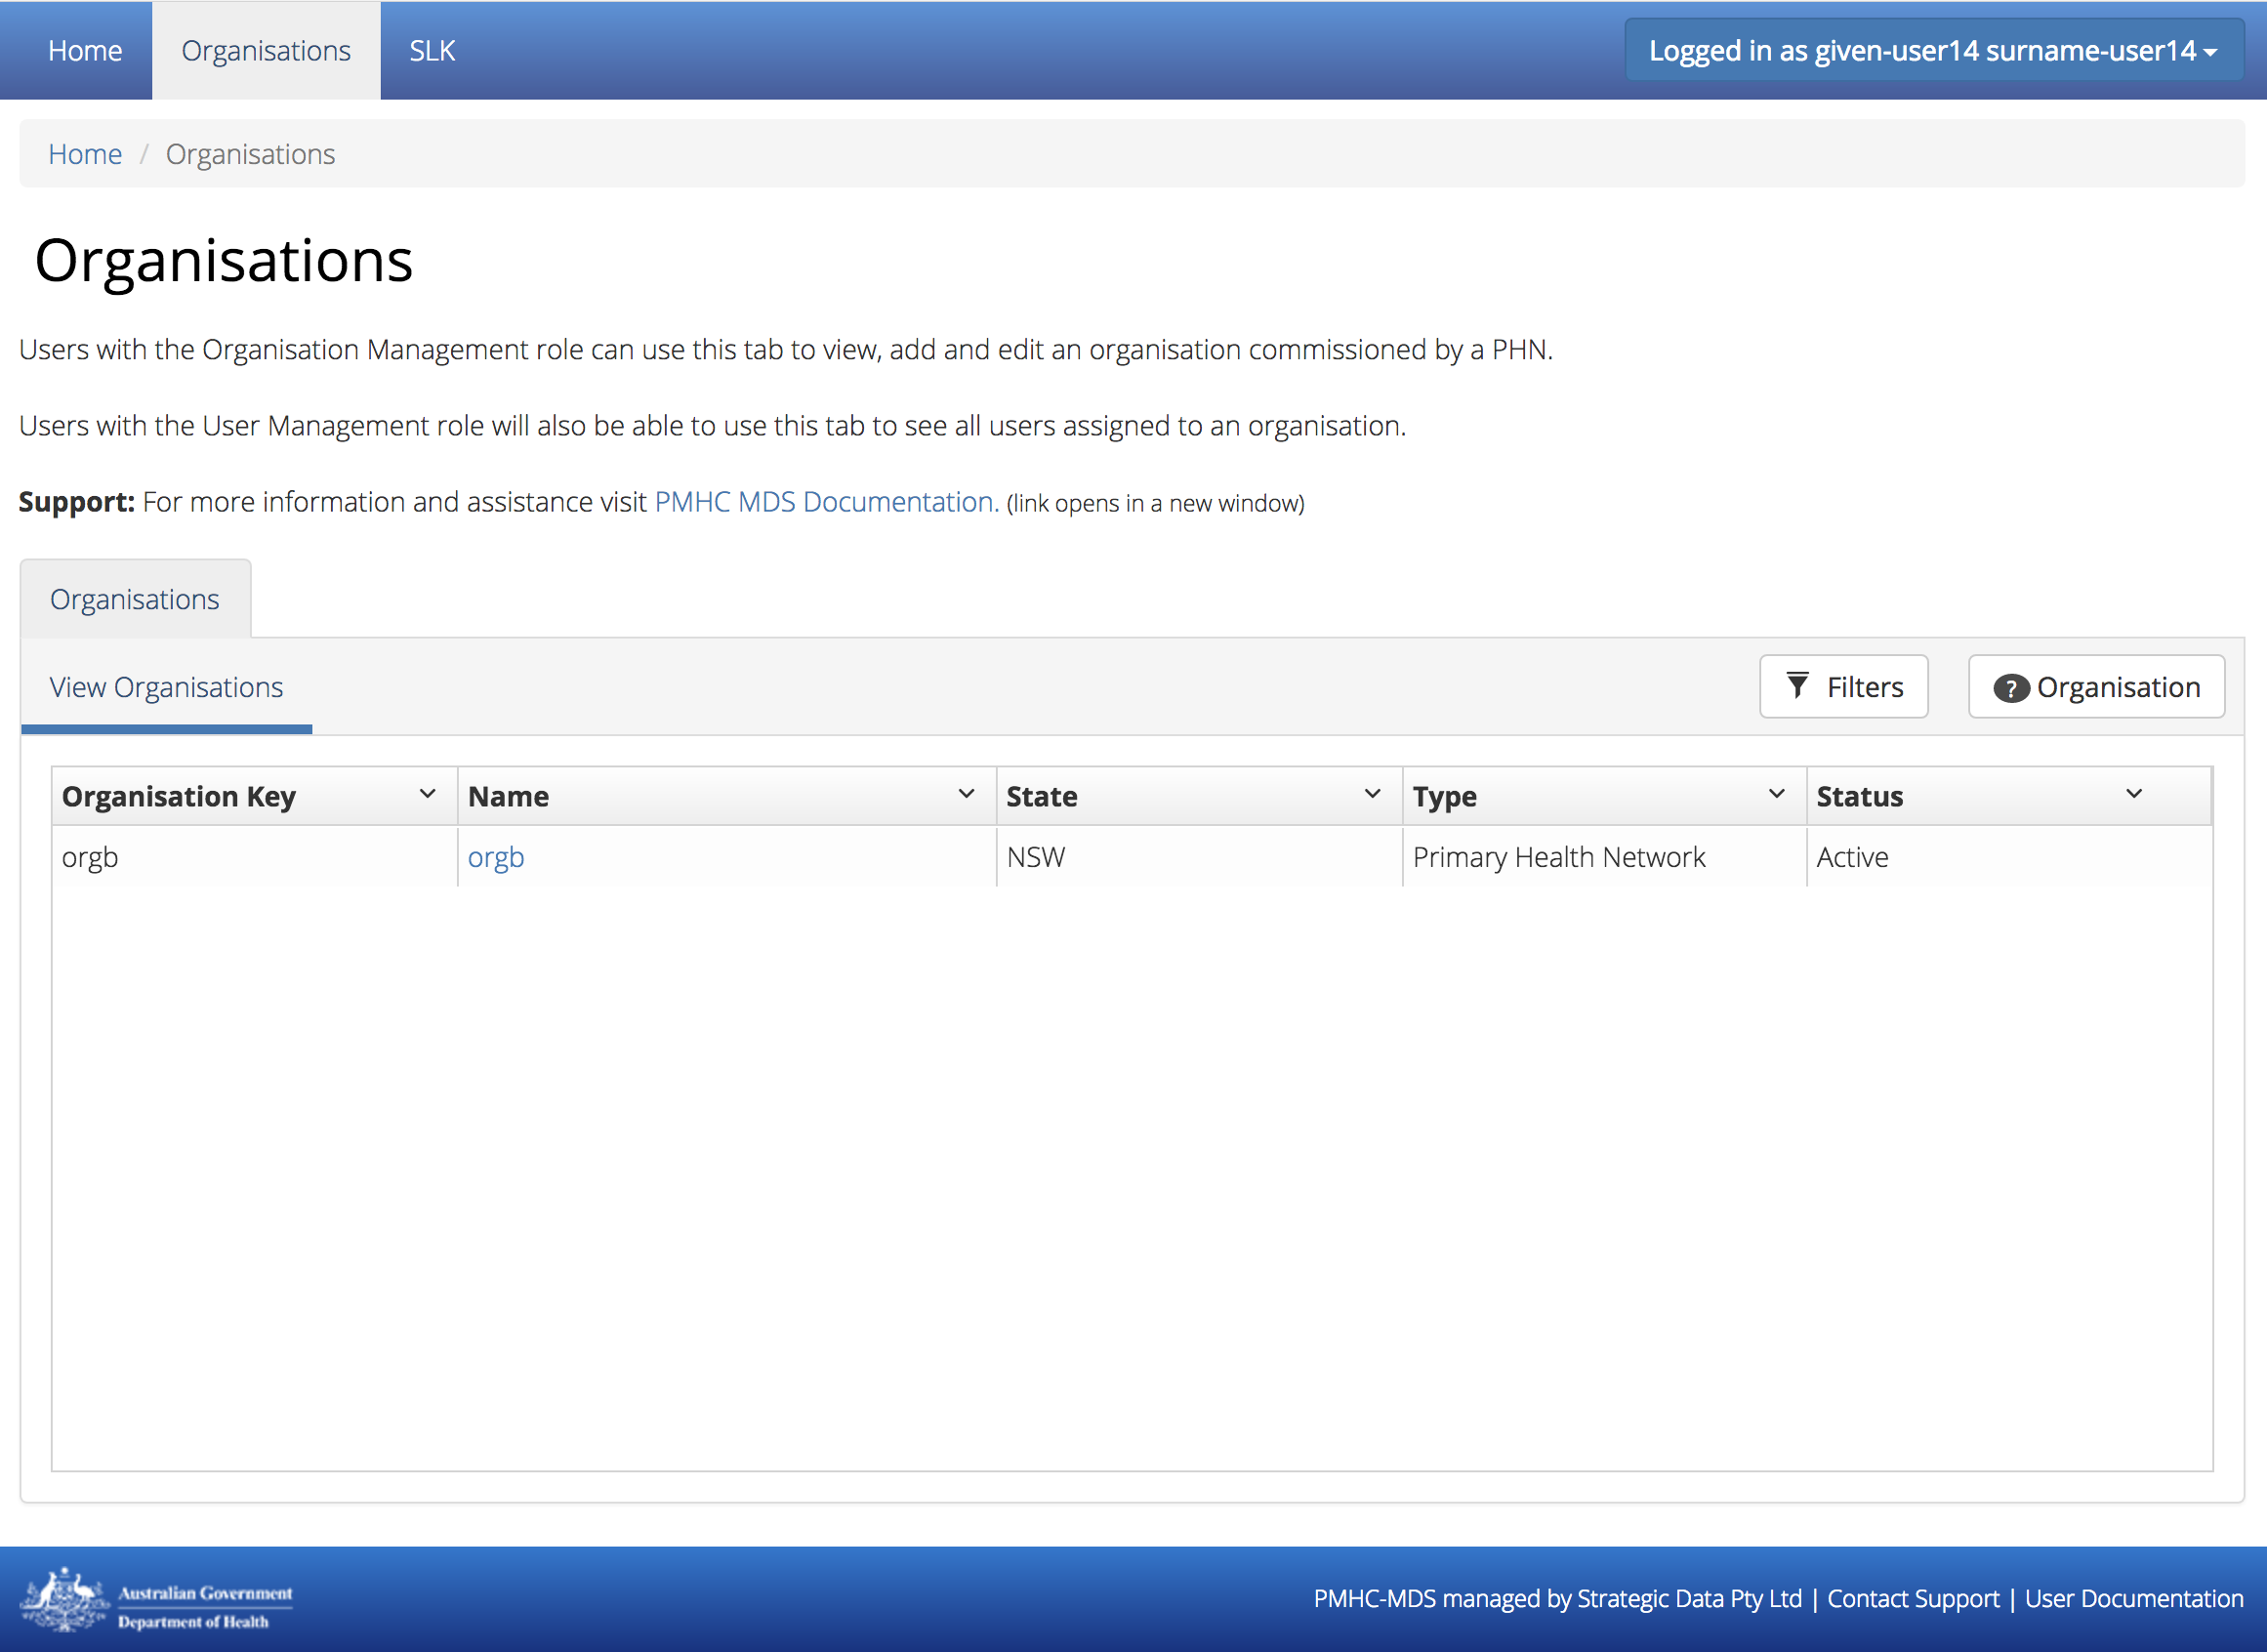 Home Organisations SLK Logged in as given-user14 surname-user14
Home / Organisations
Organisations
Users with the Organisation Management role can use this tab to view, add and edit an organisation commissioned by a PHN.
Users with the User Management role will also be able to use this tab to see all users assigned to an organisation.
Support: For more information and assistance visit PMHC MDS Documentation. (link opens in a new window)
Organisations
View Organisations Filters ? Organisation
Organisation Key Name State Type Status
orgb orgb NSW Primary Health Network Active
Australian Government
Department of Health
PMHC-MDS managed by Strategic Data Pty Ltd | Contact Support | User Documentation